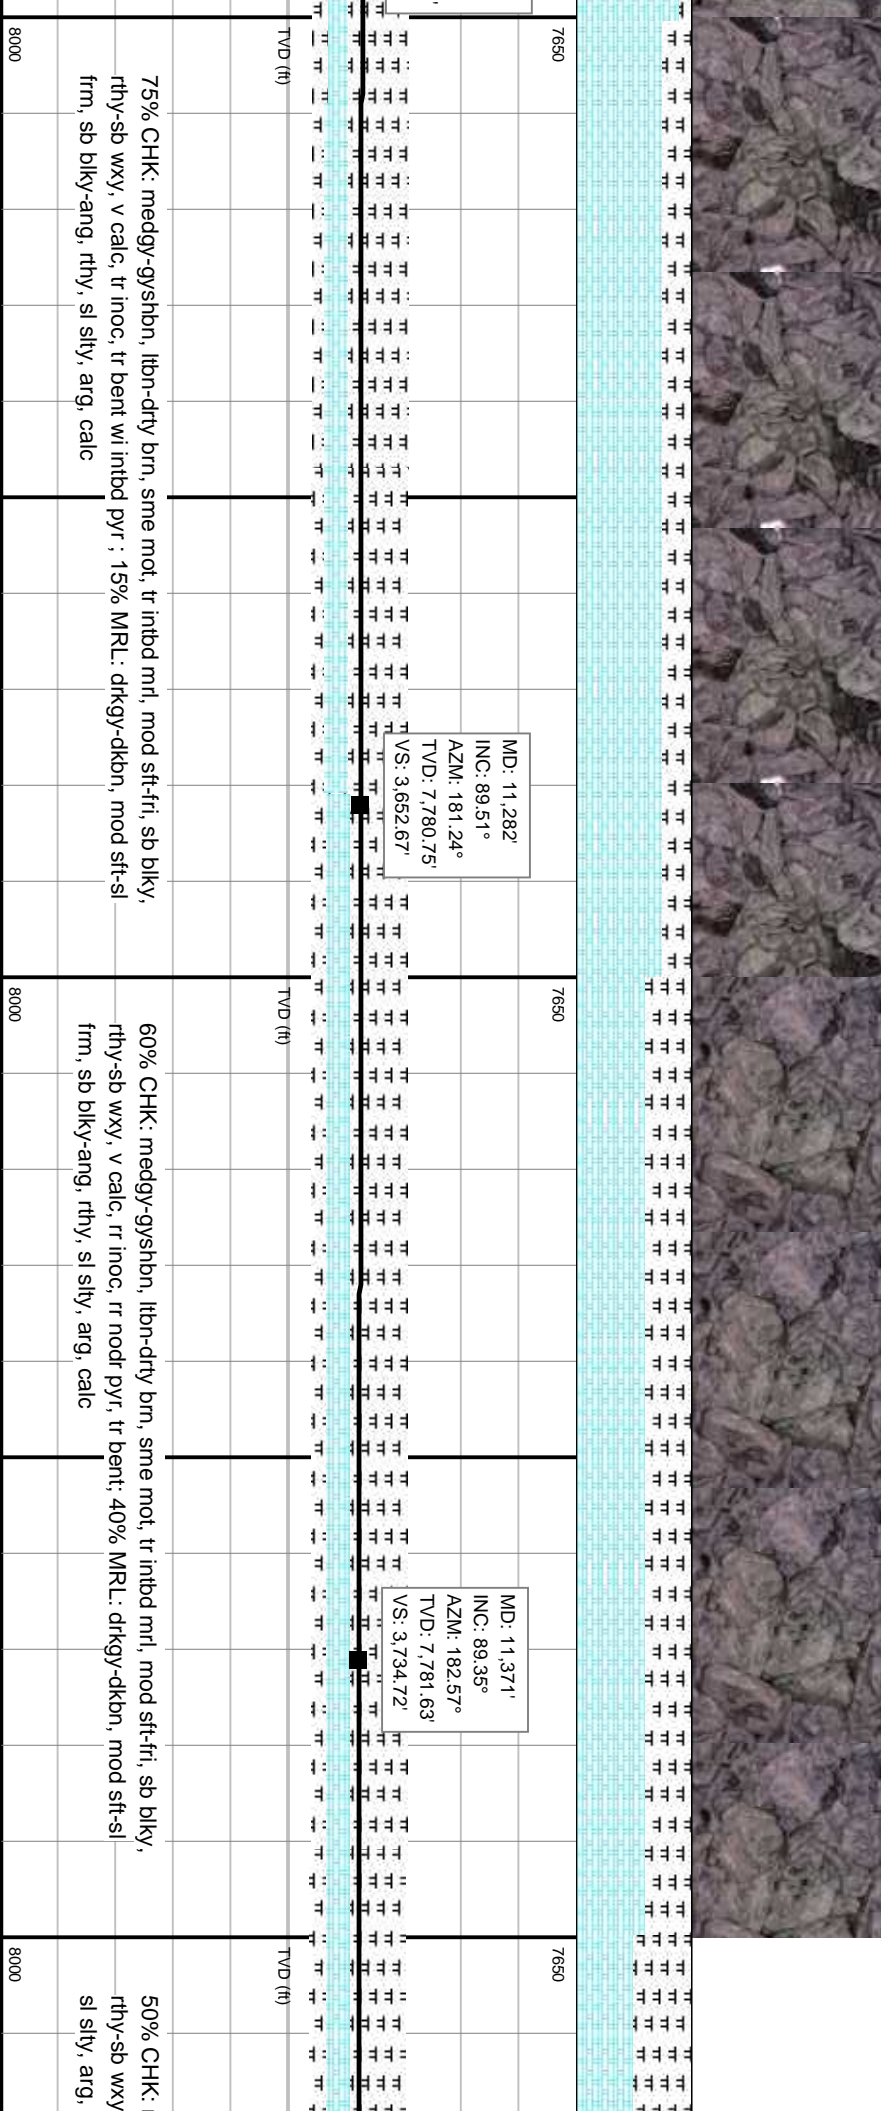 7650
TVD (ft)
8000
75% CHK: medgy-gyshbn, ltbn-drty brn, sme mot, tr intbd mrl, mod sft-fri, sb blky,
rthy-sb wxy, v calc, tr inoc, tr bent wi intbd pyr ; 15% MRL: drkgy-dkbn, mod sft-sl
frm, sb blky-ang, rthy, sl slty, arg, calc
MD: 11,282'
INC: 89.51°
AZM: 181.24°
TVD: 7,780.75'
VS: 3,652.67'
7650
TVD (ft)
8000
60% CHK: medgy-gyshbn, ltbn-drty brn, sme mot, tr intbd mrl, mod sft-fri, sb blky,
rthy-sb wxy, v calc, rr inoc, rr nodr pyr, tr bent; 40% MRL: drkgy-dkbn, mod sft-sl
frm, sb blky-ang, rthy, sl slty, arg, calc
MD: 11,371'
INC: 89.35°
AZM: 182.57°
TVD: 7,781.63'
VS: 3,734.72'
7650
TVD (ft)
8000
50% CHK:
rthy-sb wxy
sl slty, arg,